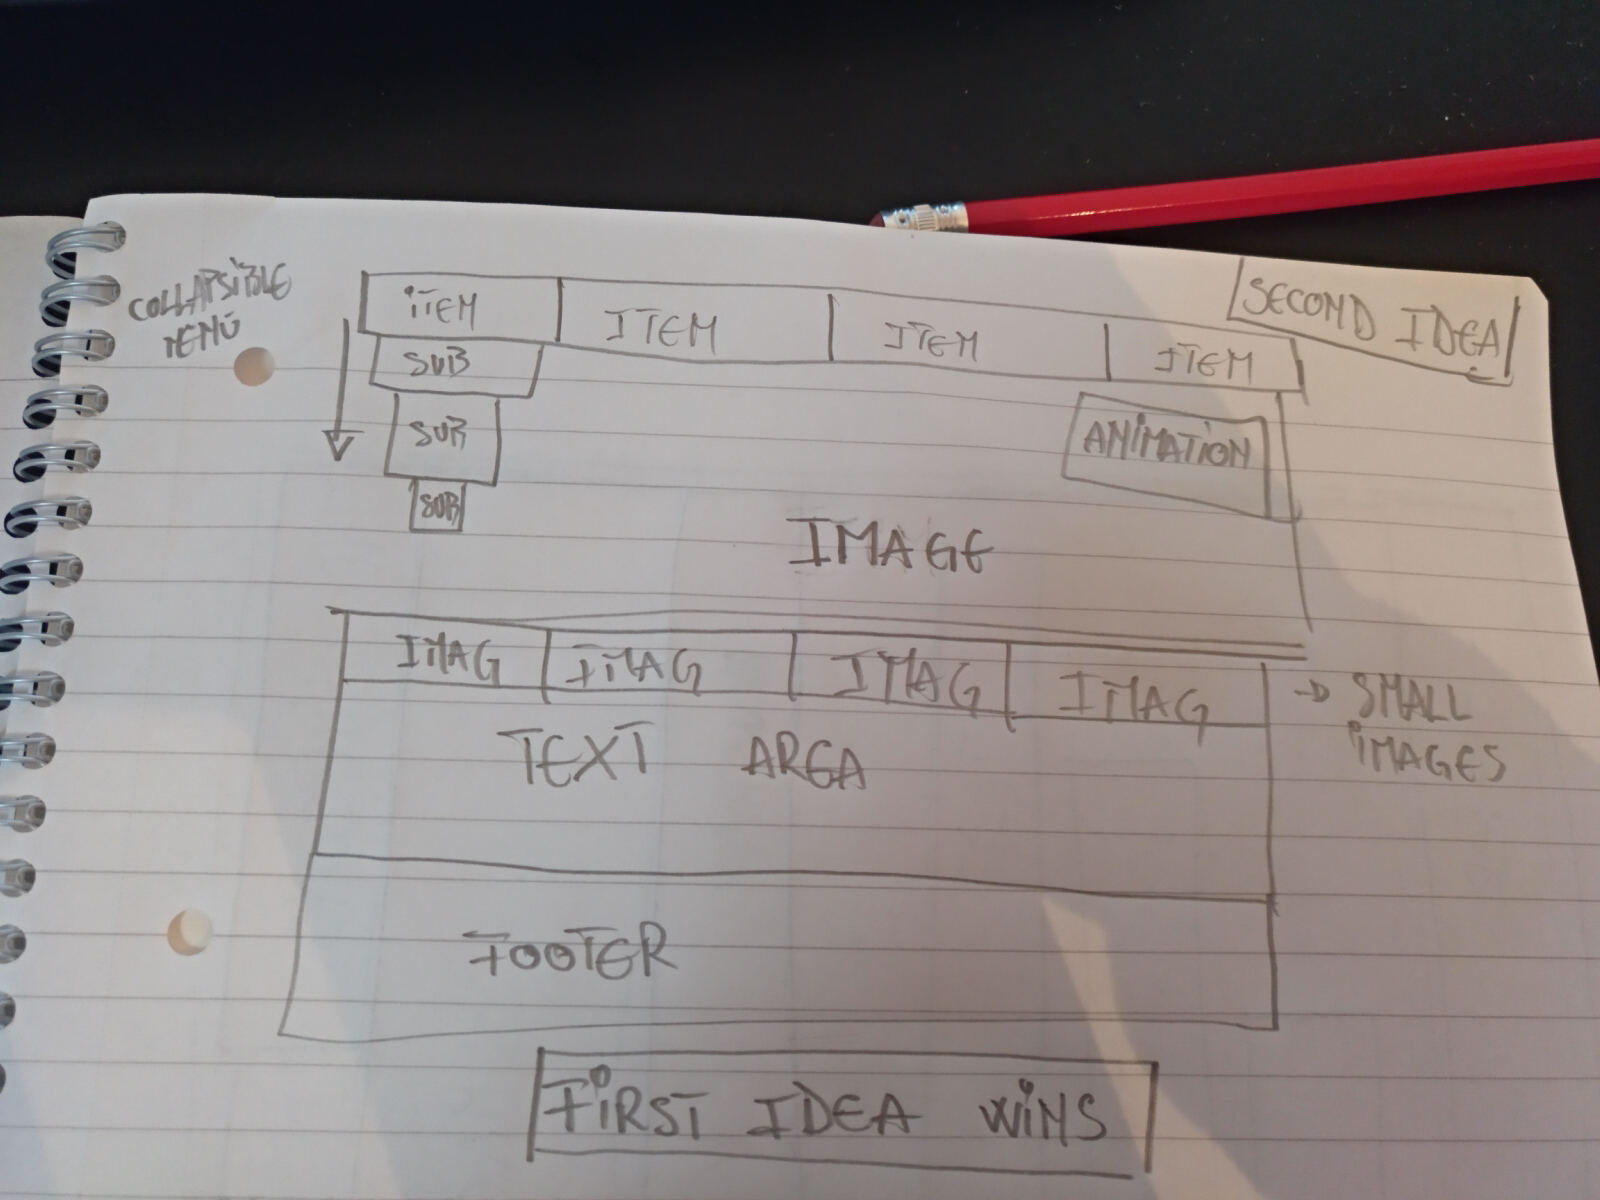 SECOND IDEA
COLLAPSIBLE
MENÚ
ITEM
ITEM
ITEM
ITEM
SUB
SUB
SUB
ANIMATION
IMAGE
IMAG
IMAG
IMAG
IMAG
→ SMALL
IMAGES
TEXT AREA
FOOTER
FIRST IDEA WINS